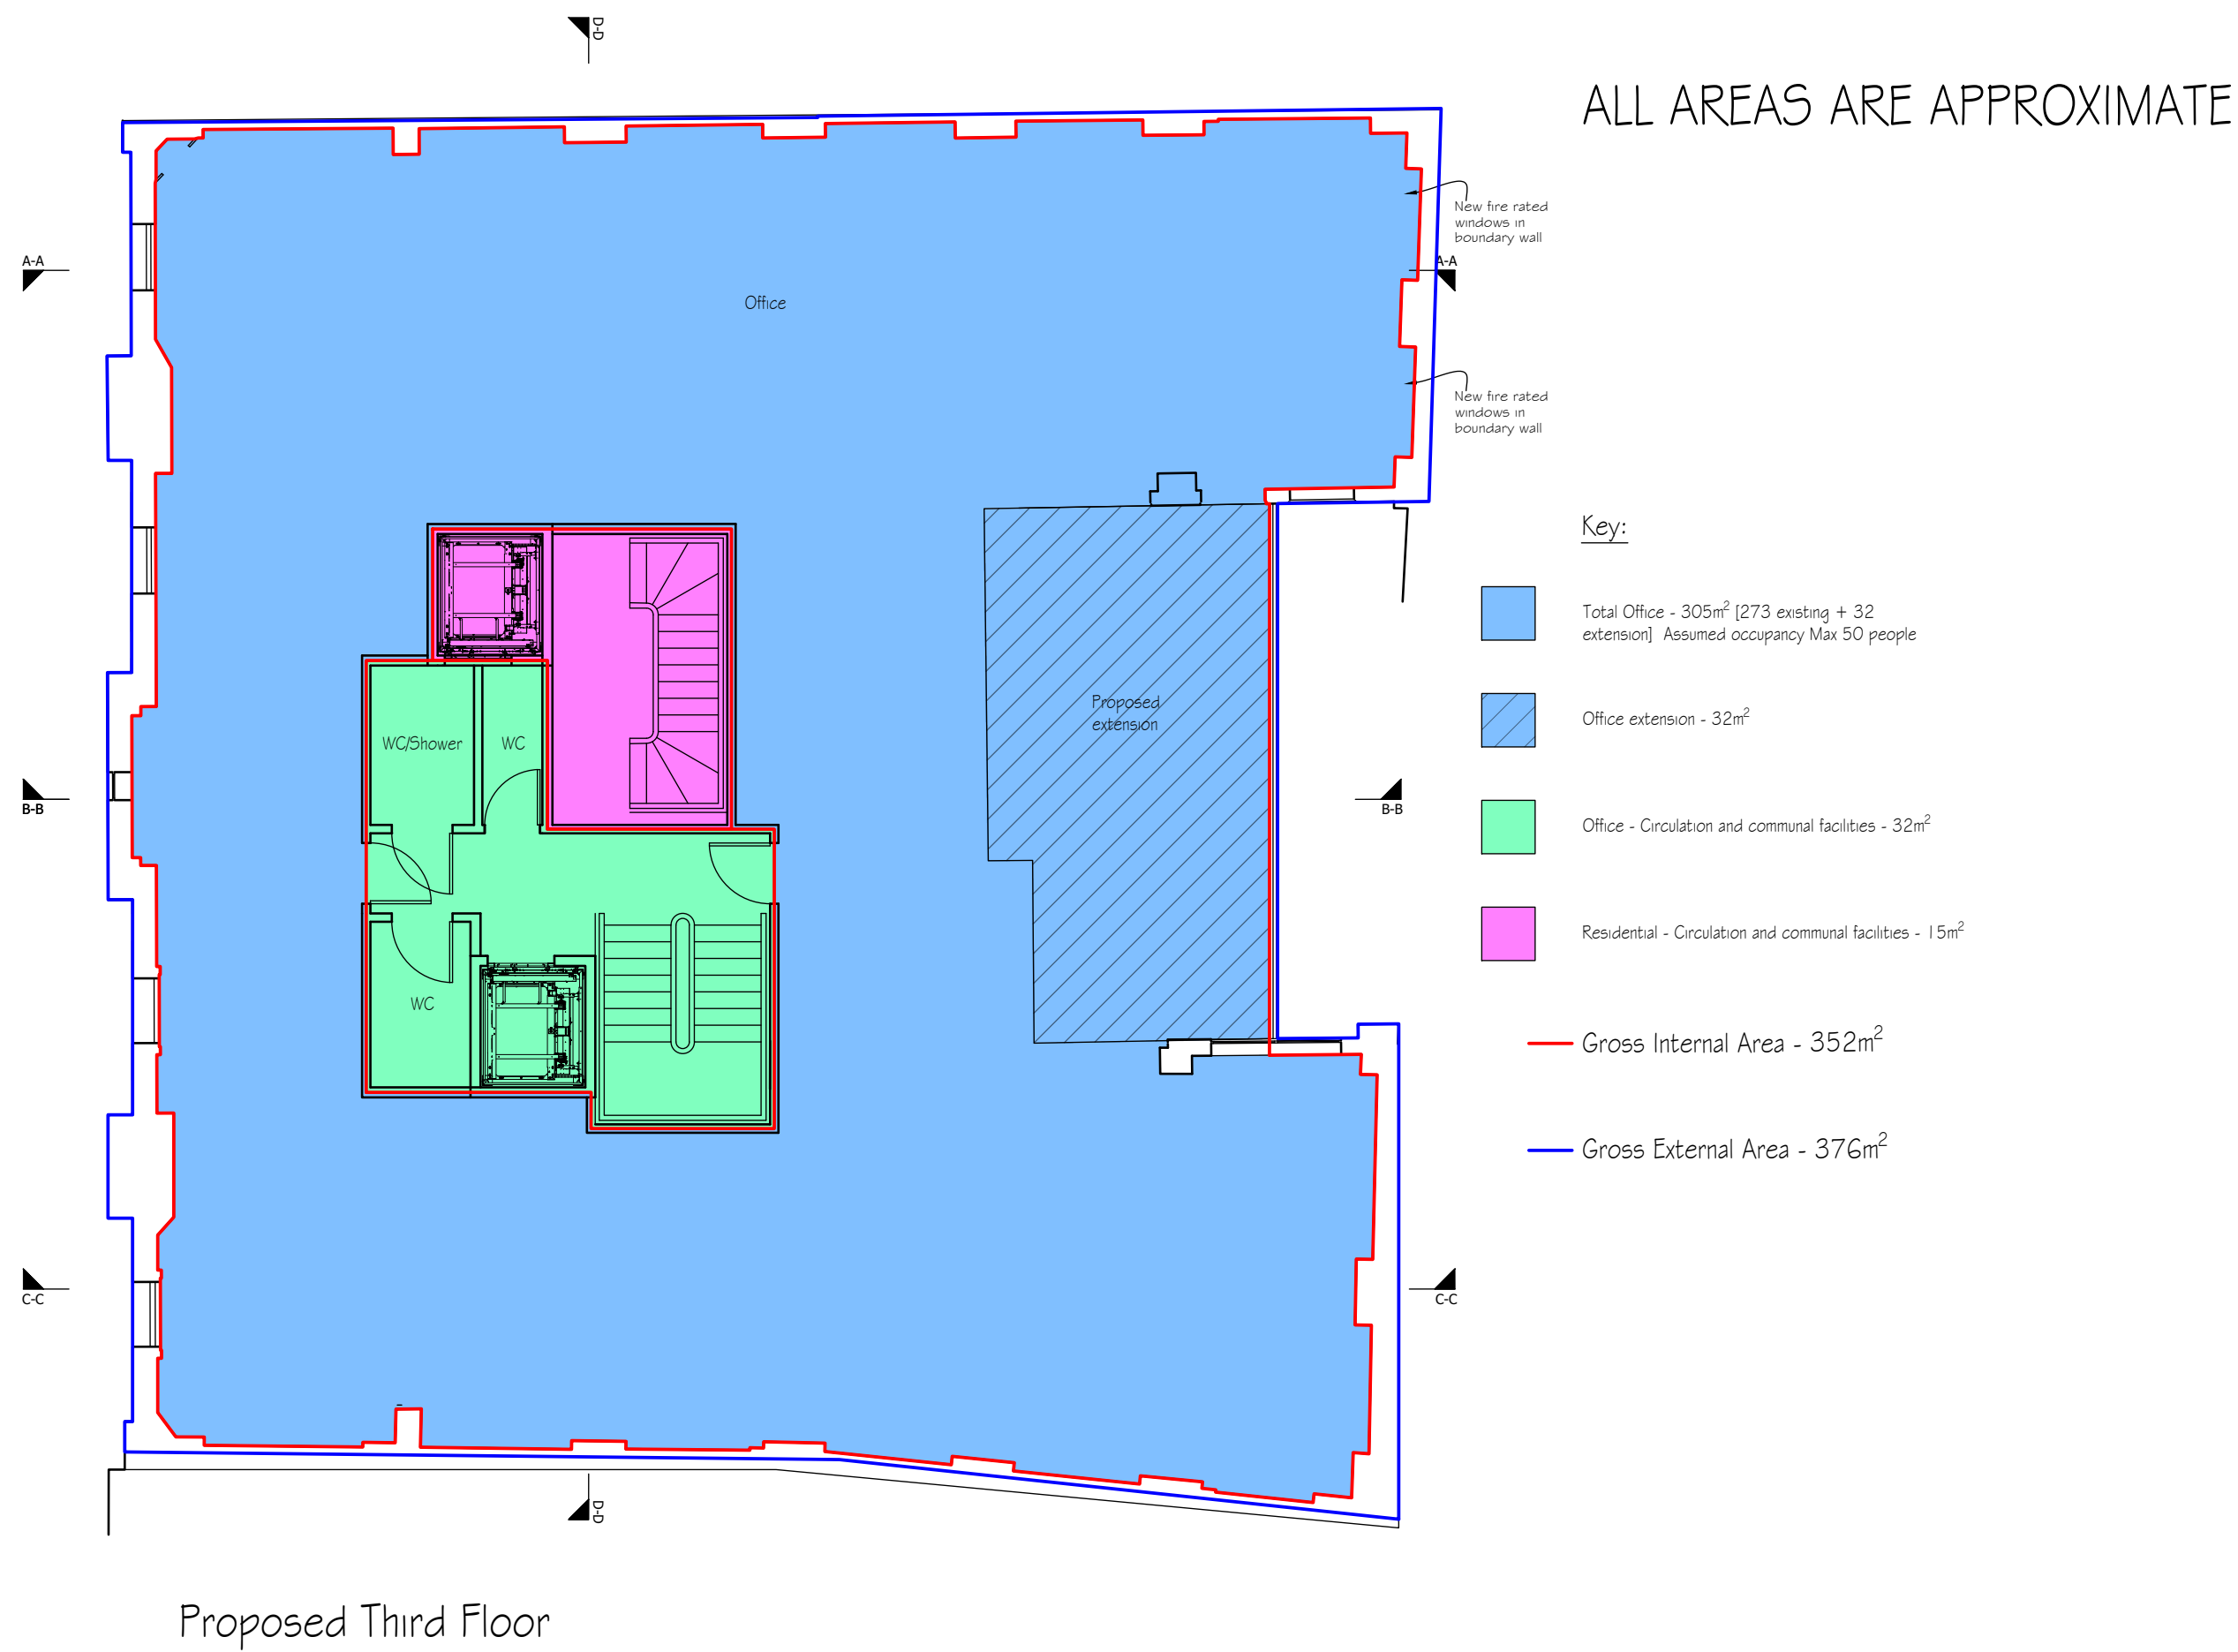 D-D
ALL AREAS ARE APPROXIMATE
New fire rated
windows in
boundary wall
A-A
A-A
Office
New fire rated
windows in
boundary wall
Key:
Total Office - 305m² [273 existing + 32
extension] Assumed occupancy Max 50 people
Proposed
extension
Office extension - 32m²
WC/Shower
WC
B-B
B-B
Office - Circulation and communal facilities - 32m²
Residential - Circulation and communal facilities - 15m²
WC
Gross Internal Area - 352m²
Gross External Area - 376m²
C-C
C-C
D-D
Proposed Third Floor